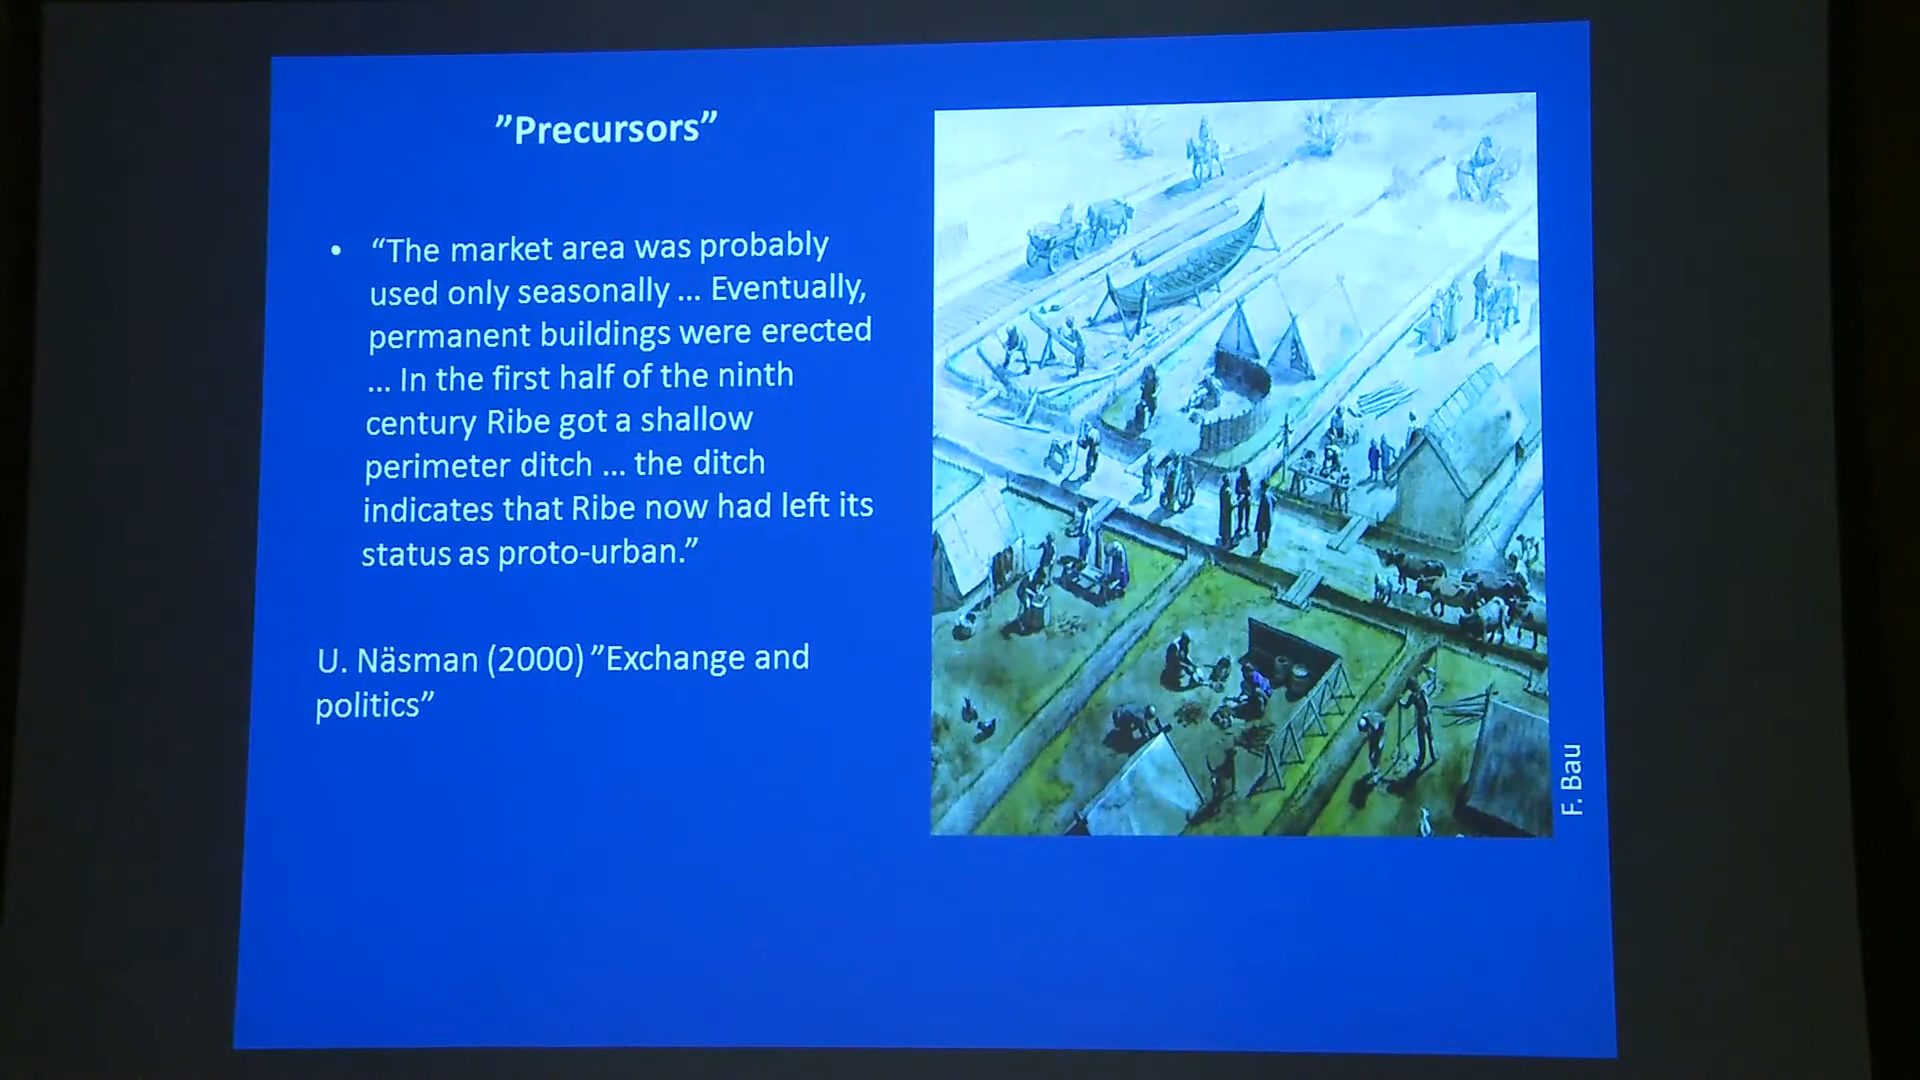 ”Precursors”
• “The market area was probably
used only seasonally ... Eventually,
permanent buildings were erected
... In the first half of the ninth
century Ribe got a shallow
perimeter ditch ... the ditch
indicates that Ribe now had left its
status as proto-urban.”
U. Näsman (2000) ”Exchange and
politics”
F. Bau